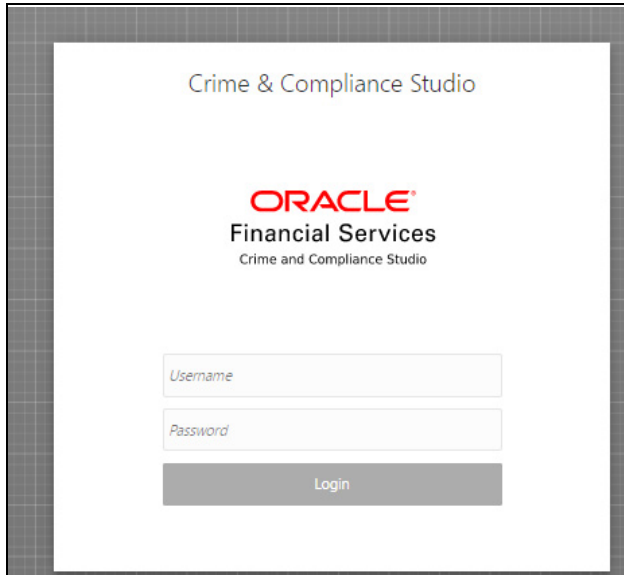 Crime & Compliance Studio
ORACLE®
Financial Services
Crime and Compliance Studio
Username
Password
Login